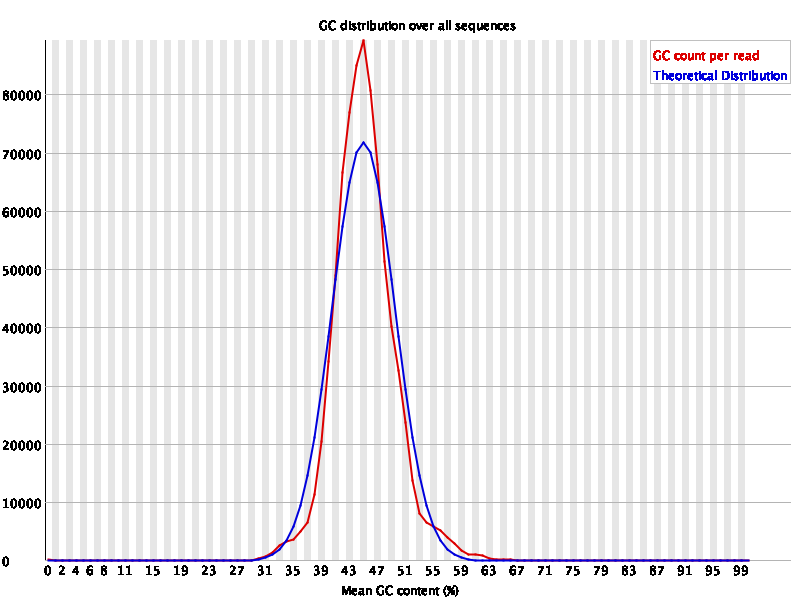 GC distribution over all sequences
GC count per read
Theoretical Distribution
80000
70000
60000
50000
40000
30000
20000
10000
0
0 2 4 6 8 11 15 19 23 27 31 35 39 43 47 51 55 59 63 67 71 75 79 83 87 91 95 99
Mean GC content (%)